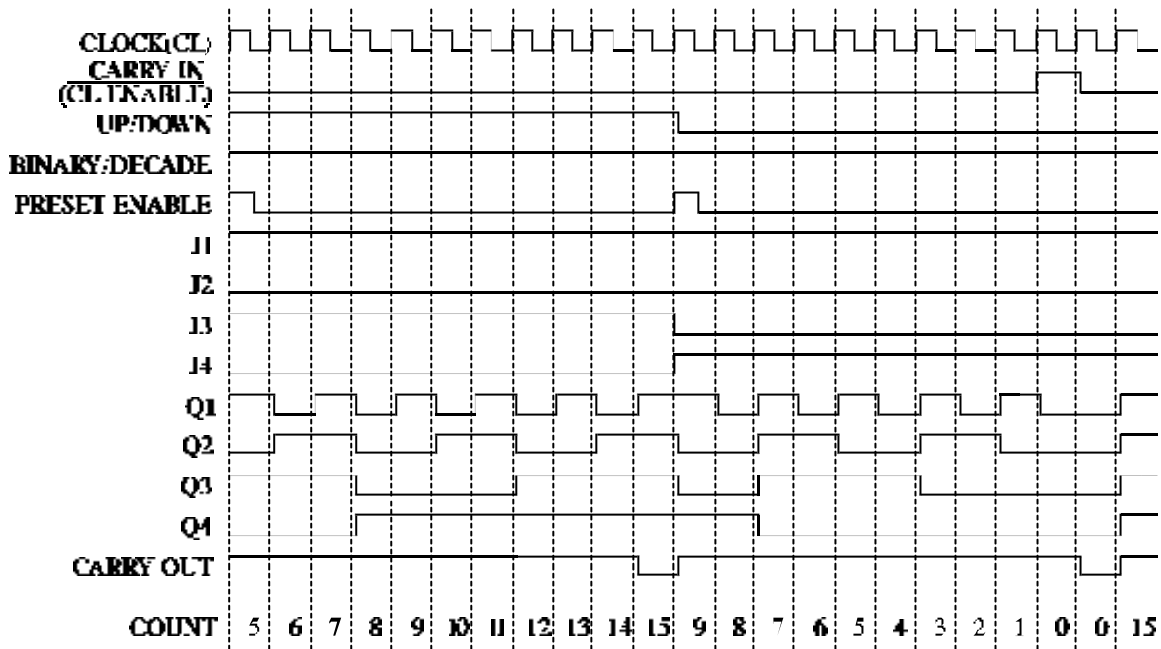 CLOCK(CL)
CARRY IN
(CL ENABLE)
UP/DOWN
BINARY/DECADE
PRESET ENABLE
J1
J2
J3
J4
Q1
Q2
Q3
Q4
CARRY OUT
COUNT 5 6 7 8 9 10 11 12 13 14 15 9 8 7 6 5 4 3 2 1 0 0 15